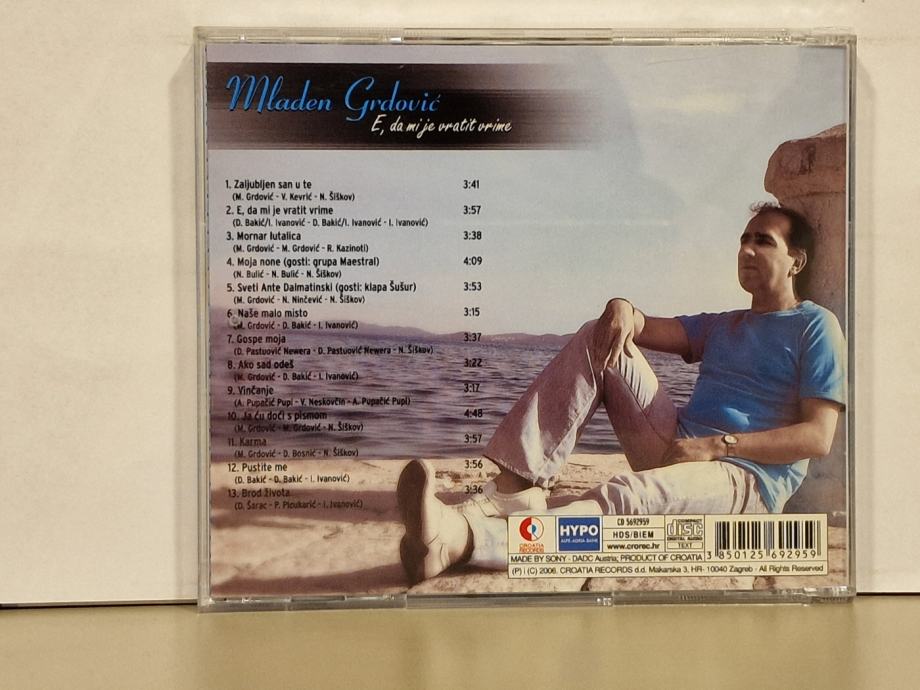 Mladen Grdović
E, da mi je vratit vrime
1. Zaljubljen san u te 3:41
(M. Grdović - V. Kevrić - N. Šiškov)
2. E, da mi je vratit vrime 3:57
(D. Bakić/I. Ivanović - D. Bakić/I. Ivanović - I. Ivanović)
3. Mornar lutalica 3:38
(M. Grdović - M. Grdović - R. Kazinoti)
4. Moja none (gosti: grupa Maestral) 4:09
(N. Bulić - N. Bulić - N. Šiškov)
5. Sveti Ante Dalmatinski (gosti: klapa Šušur) 3:53
(M. Grdović - N. Ninčević - N. Šiškov)
6. Naše malo misto 3:15
(M. Grdović - D. Bakić - I. Ivanović)
7. Gospe moja 3:37
(D. Pastuović Newera - D. Pastuović Newera - N. Šiškov)
8. Ako sad odeš 3:22
(M. Grdović - D. Bakić - I. Ivanović)
9. Vinčanje 3:17
(A. Pupačić Pupi - V. Neskovčin - A. Pupačić Pupi)
10. Ja ću doći s pismom 4:48
(M. Grdović - M. Grdović - N. Šiškov)
11. Karma 3:57
(M. Grdović - D. Bosnić - N. Šiškov)
12. Pustite me 3:56
(D. Bakić - D. Bakić - I. Ivanović)
13. Brod života 3:36
(D. Šarac - P. Picukarić - I. Ivanović)
CROATIA RECORDS
HYPO
ALPE-ADRIA-BANK
CD 5692959
HDS/BIEM
www.crorec.hr
COMPACT disc DIGITAL AUDIO
TEXT
3 850125 692959
MADE BY SONY - DADC Austria; PRODUCT OF CROATIA
(P) i (C) 2006. CROATIA RECORDS d.d. Makarska 3, HR- 10040 Zagreb - All Rights Reserved